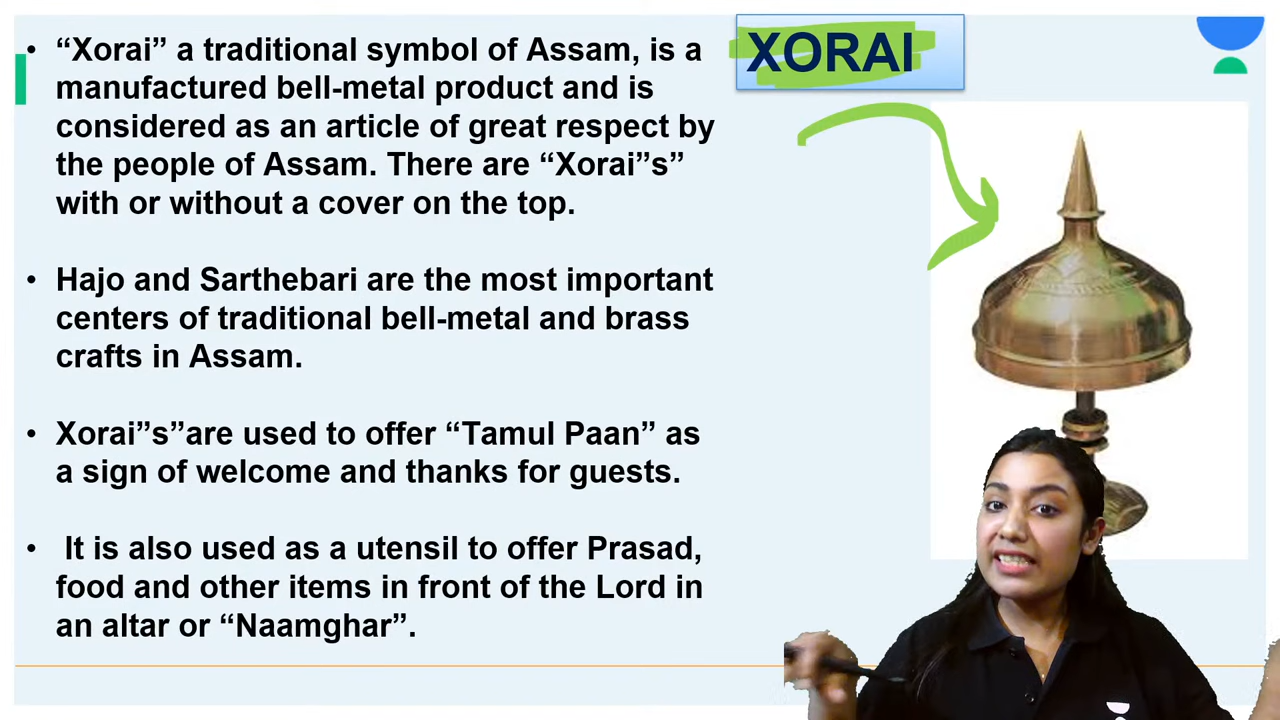 • “Xorai” a traditional symbol of Assam, is a
manufactured bell-metal product and is
considered as an article of great respect by
the people of Assam. There are “Xorai”s”
with or without a cover on the top.
• Hajo and Sarthebari are the most important
centers of traditional bell-metal and brass
crafts in Assam.
• Xorai”s”are used to offer “Tamul Paan” as
a sign of welcome and thanks for guests.
• It is also used as a utensil to offer Prasad,
food and other items in front of the Lord in
an altar or “Naamghar”.
XORAI